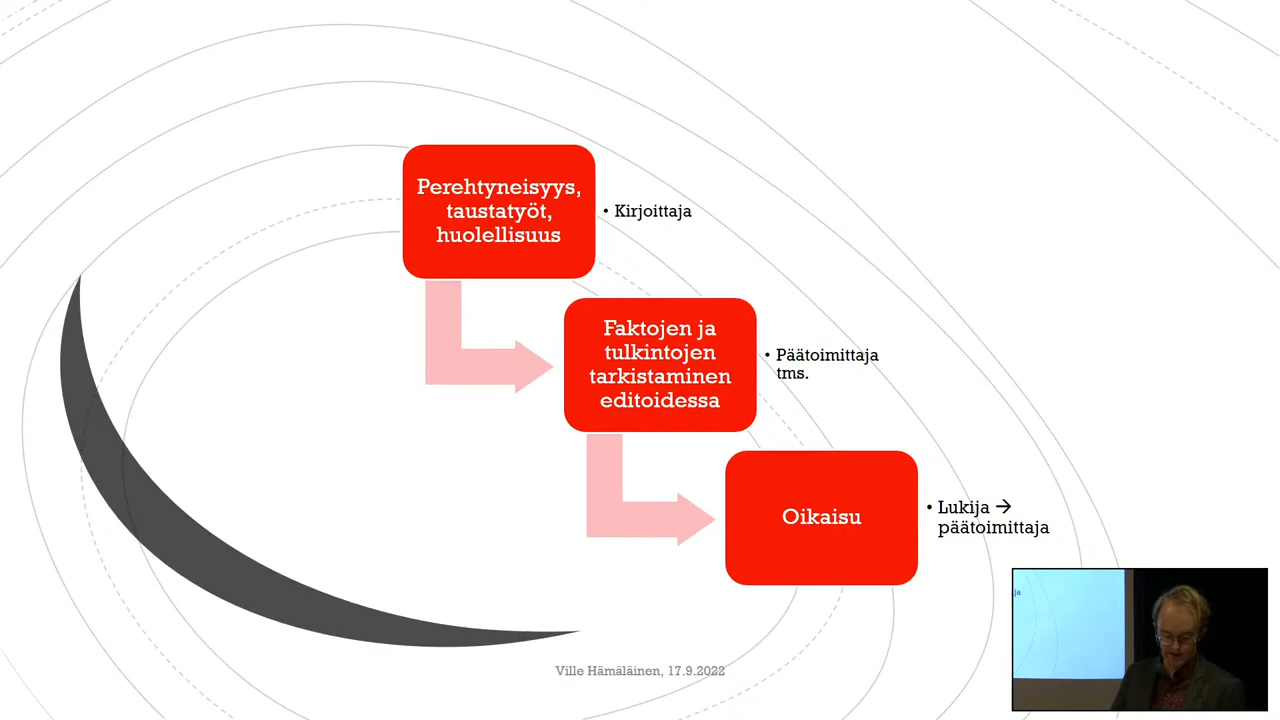 Perehtyneisyys,
taustatyöt,
huolellisuus
• Kirjoittaja
Faktojen ja
tulkintojen
tarkistaminen
editoidessa
• Päätoimittaja
tms.
Oikaisu
• Lukija →
päätoimittaja
Ville Hämäläinen, 17.9.2022